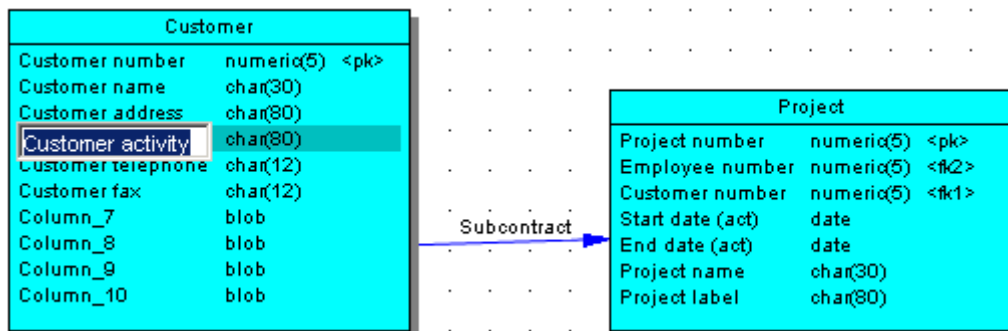 Customer
Customer number numeric(5) <pk>
Customer name char(30)
Customer address char(80)
Customer activity char(80)
Customer telephone char(12)
Customer fax char(12)
Column_7 blob
Column_8 blob
Column_9 blob
Column_10 blob
Subcontract
Project
Project number numeric(5) <pk>
Employee number numeric(5) <fk2>
Customer number numeric(5) <fk1>
Start date (act) date
End date (act) date
Project name char(30)
Project label char(80)